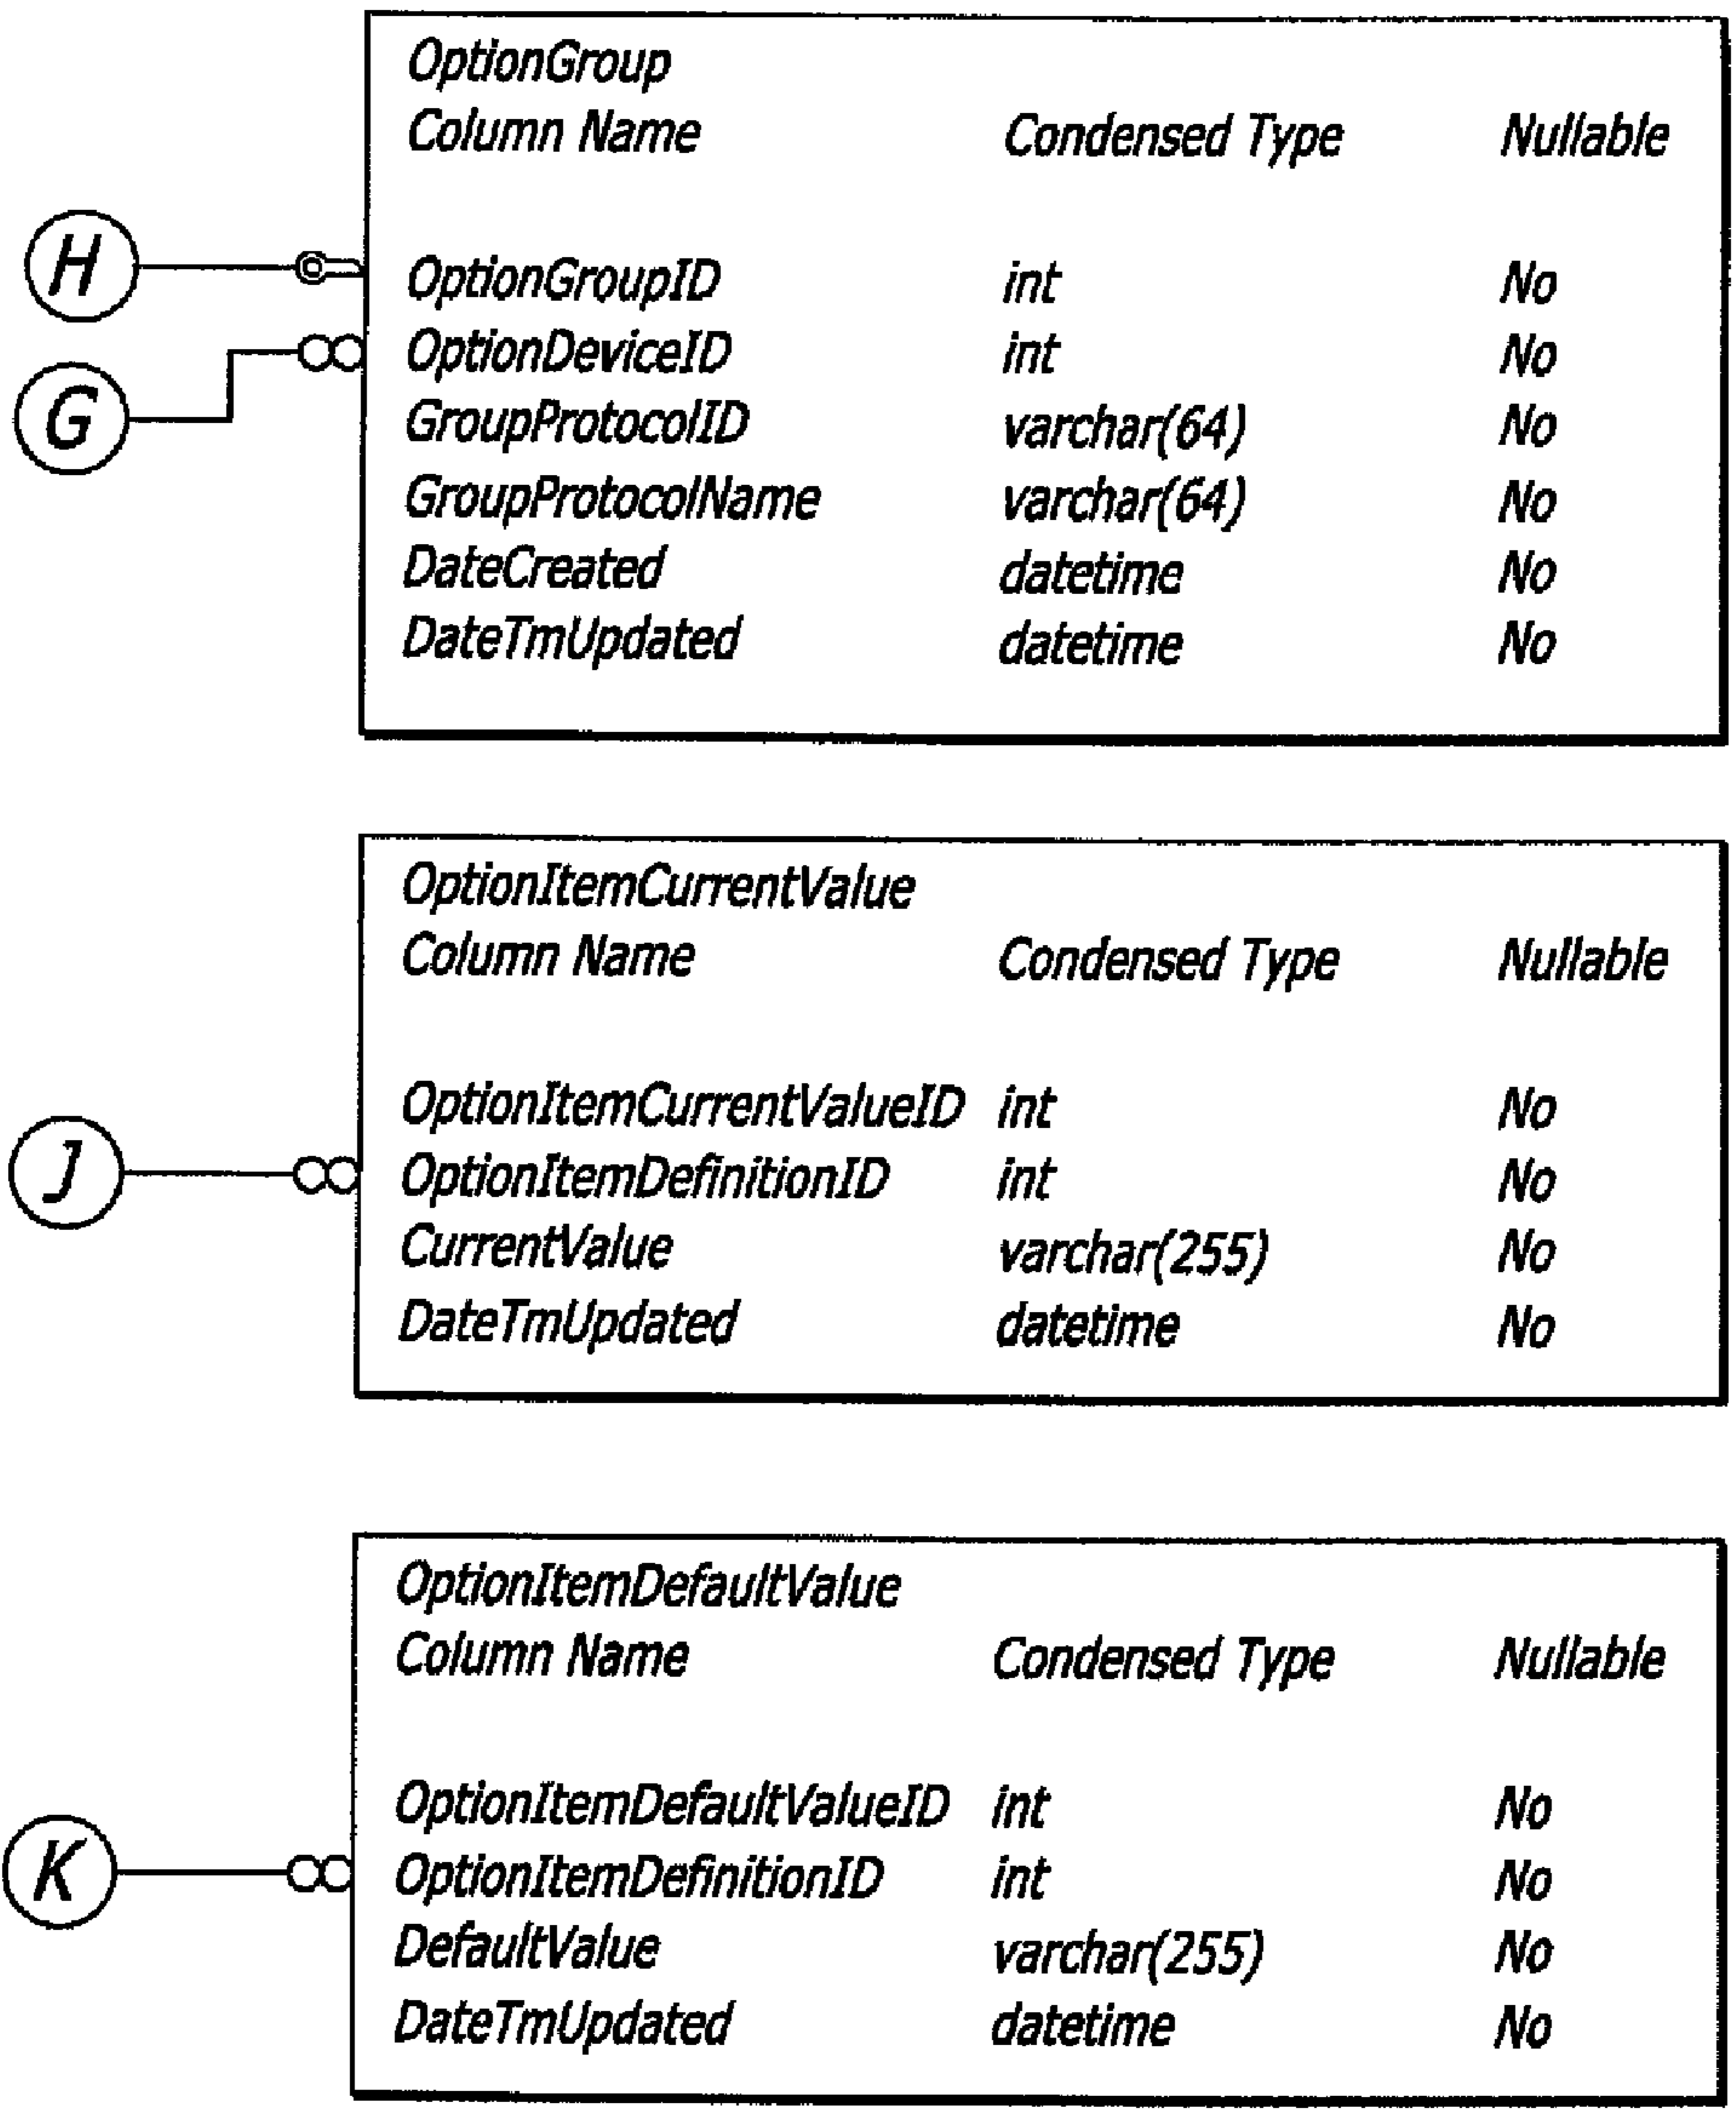 OptionGroup
Column Name Condensed Type Nullable
H
OptionGroupID int No
OptionDeviceID int No
G
GroupProtocolID varchar(64) No
GroupProtocolName varchar(64) No
DateCreated datetime No
DateTmUpdated datetime No
OptionItemCurrentValue
Column Name Condensed Type Nullable
OptionItemCurrentValueID int No
J
OptionItemDefinitionID int No
CurrentValue varchar(255) No
DateTmUpdated datetime No
OptionItemDefaultValue
Column Name Condensed Type Nullable
OptionItemDefaultValueID int No
K
OptionItemDefinitionID int No
DefaultValue varchar(255) No
DateTmUpdated datetime No